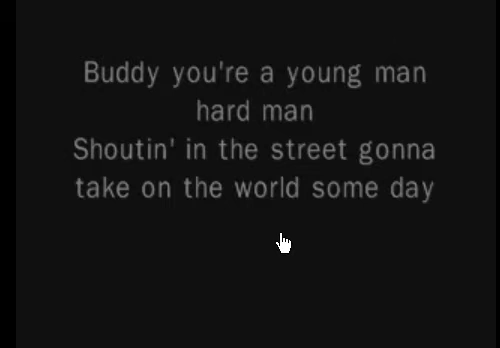 Buddy you're a young man
hard man
Shoutin' in the street gonna
take on the world some day